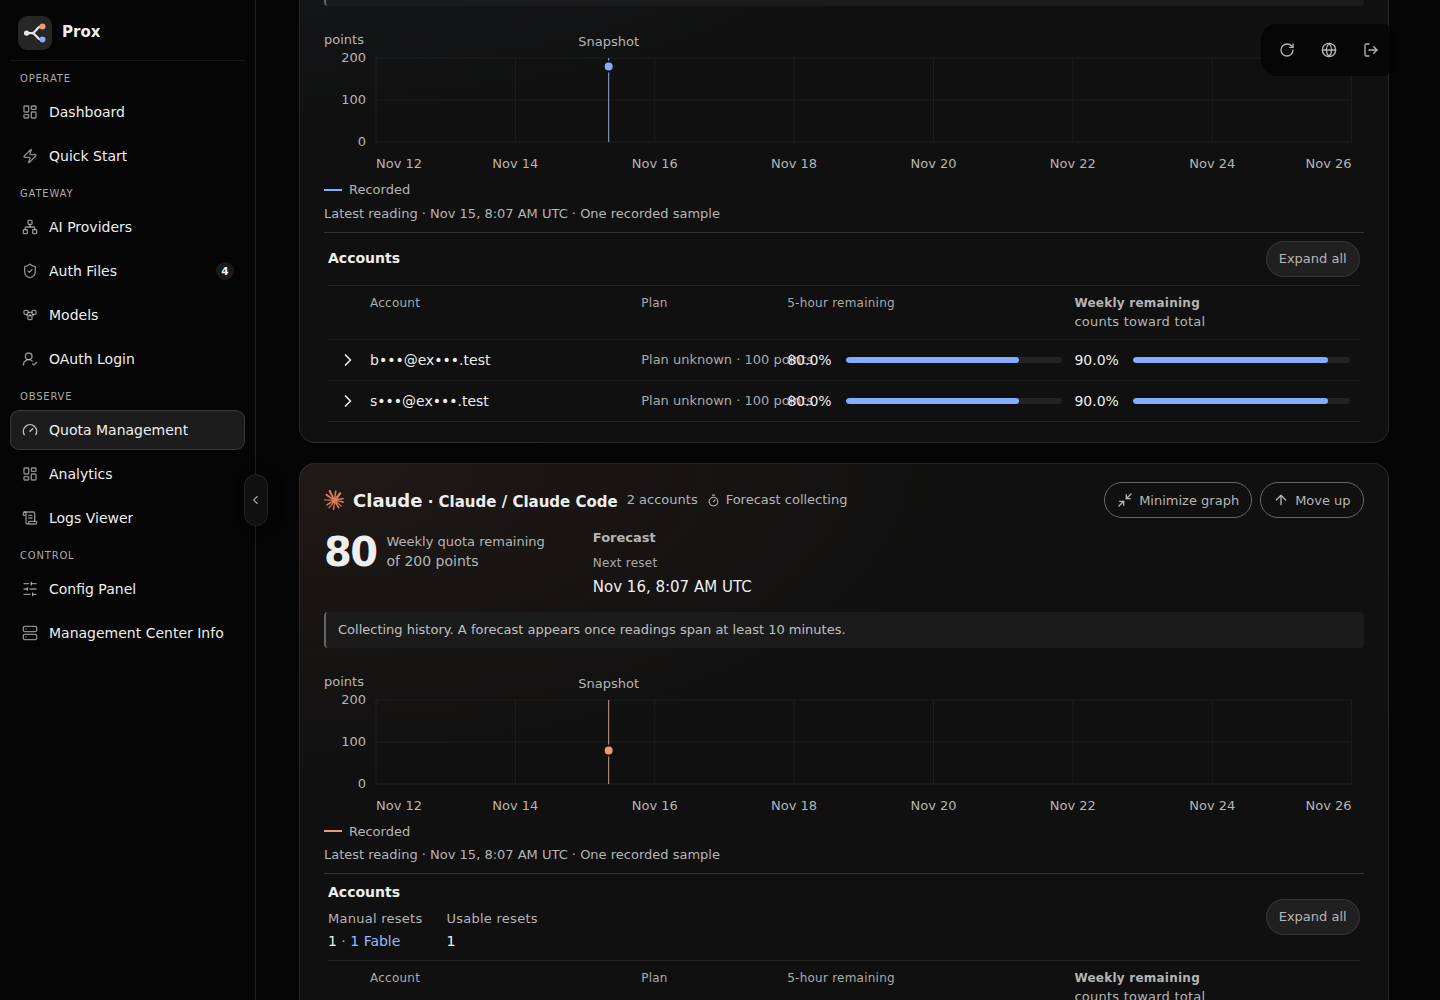 Prox
OPERATE
Dashboard
Quick Start
GATEWAY
AI Providers
Auth Files 4
Models
OAuth Login
OBSERVE
Quota Management
Analytics
Logs Viewer
CONTROL
Config Panel
Management Center Info
points
Snapshot
200
100
0
Nov 12 Nov 14 Nov 16 Nov 18 Nov 20 Nov 22 Nov 24 Nov 26
Recorded
Latest reading · Nov 15, 8:07 AM UTC · One recorded sample
Accounts
Expand all
Account Plan 5-hour remaining Weekly remaining
counts toward total
b•••@ex•••.test Plan unknown · 100 points 80.0% 90.0%
s•••@ex•••.test Plan unknown · 100 points 80.0% 90.0%
Claude · Claude / Claude Code 2 accounts Forecast collecting
Minimize graph Move up
80 Weekly quota remaining
of 200 points
Forecast
Next reset
Nov 16, 8:07 AM UTC
Collecting history. A forecast appears once readings span at least 10 minutes.
points
Snapshot
200
100
0
Nov 12 Nov 14 Nov 16 Nov 18 Nov 20 Nov 22 Nov 24 Nov 26
Recorded
Latest reading · Nov 15, 8:07 AM UTC · One recorded sample
Accounts
Manual resets Usable resets
1 · 1 Fable 1
Expand all
Account Plan 5-hour remaining Weekly remaining
counts toward total